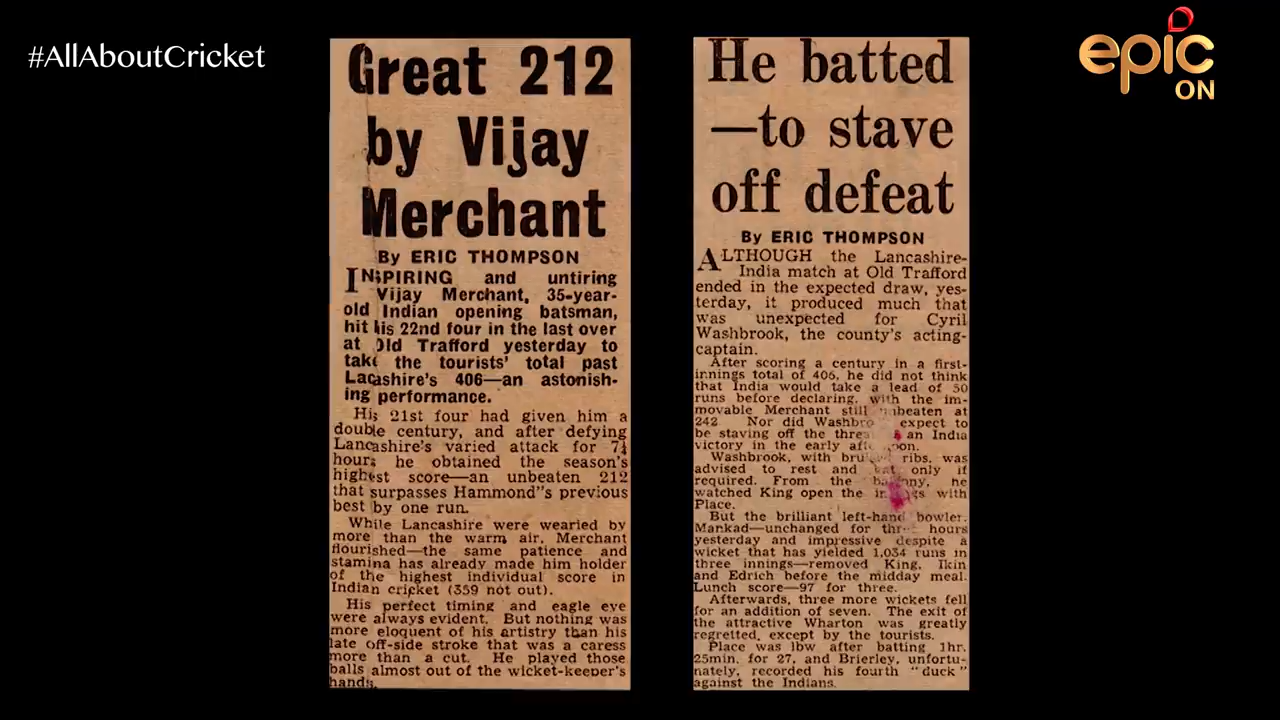 #AllAboutCricket
Great 212
by Vijay
Merchant
By ERIC THOMPSON
INSPIRING and untiring
Vijay Merchant, 35-year-
old Indian opening batsman,
hit his 22nd four in the last over
at Old Trafford yesterday to
take the tourists' total past
Lacashire's 406—an astonish-
ing performance.
His 21st four had given him a
double century, and after defying
Lancashire's varied attack for 7¼
hours he obtained the season's
highest score—an unbeaten 212
that surpasses Hammond"s previous
best by one run.
While Lancashire were wearied by
more than the warm air, Merchant
flourished—the same patience and
stamina has already made him holder
of the highest individual score in
Indian cricket (359 not out).
His perfect timing and eagle eye
were always evident. But nothing was
more eloquent of his artistry than his
late off-side stroke that was a caress
more than a cut. He played those
balls almost out of the wicket-keeper's
hands.
He batted
—to stave
off defeat
By ERIC THOMPSON
ALTHOUGH the Lancashire-
India match at Old Trafford
ended in the expected draw, yes-
terday, it produced much that
was unexpected for Cyril
Washbrook, the county's acting-
captain.
After scoring a century in a first-
innings total of 406, he did not think
that India would take a lead of 50
runs before declaring, with the im-
movable Merchant still unbeaten at
242 Nor did Washbro expect to
be staving off the threa an India
victory in the early aft oon.
Washbrook, with bruised ribs, was
advised to rest and bat only if
required. From the balcony, he
watched King open the innings with
Place.
But the brilliant left-hand bowler,
Mankad—unchanged for three hours
yesterday and impressive despite a
wicket that has yielded 1,034 runs in
three innings—removed King, Ikin
and Edrich before the midday meal.
Lunch score—97 for three.
Afterwards, three more wickets fell
for an addition of seven. The exit of
the attractive Wharton was greatly
regretted, except by the tourists.
Place was lbw after batting 1hr.
25min. for 27, and Brierley, unfortu-
nately, recorded his fourth "duck"
against the Indians.
epic
ON